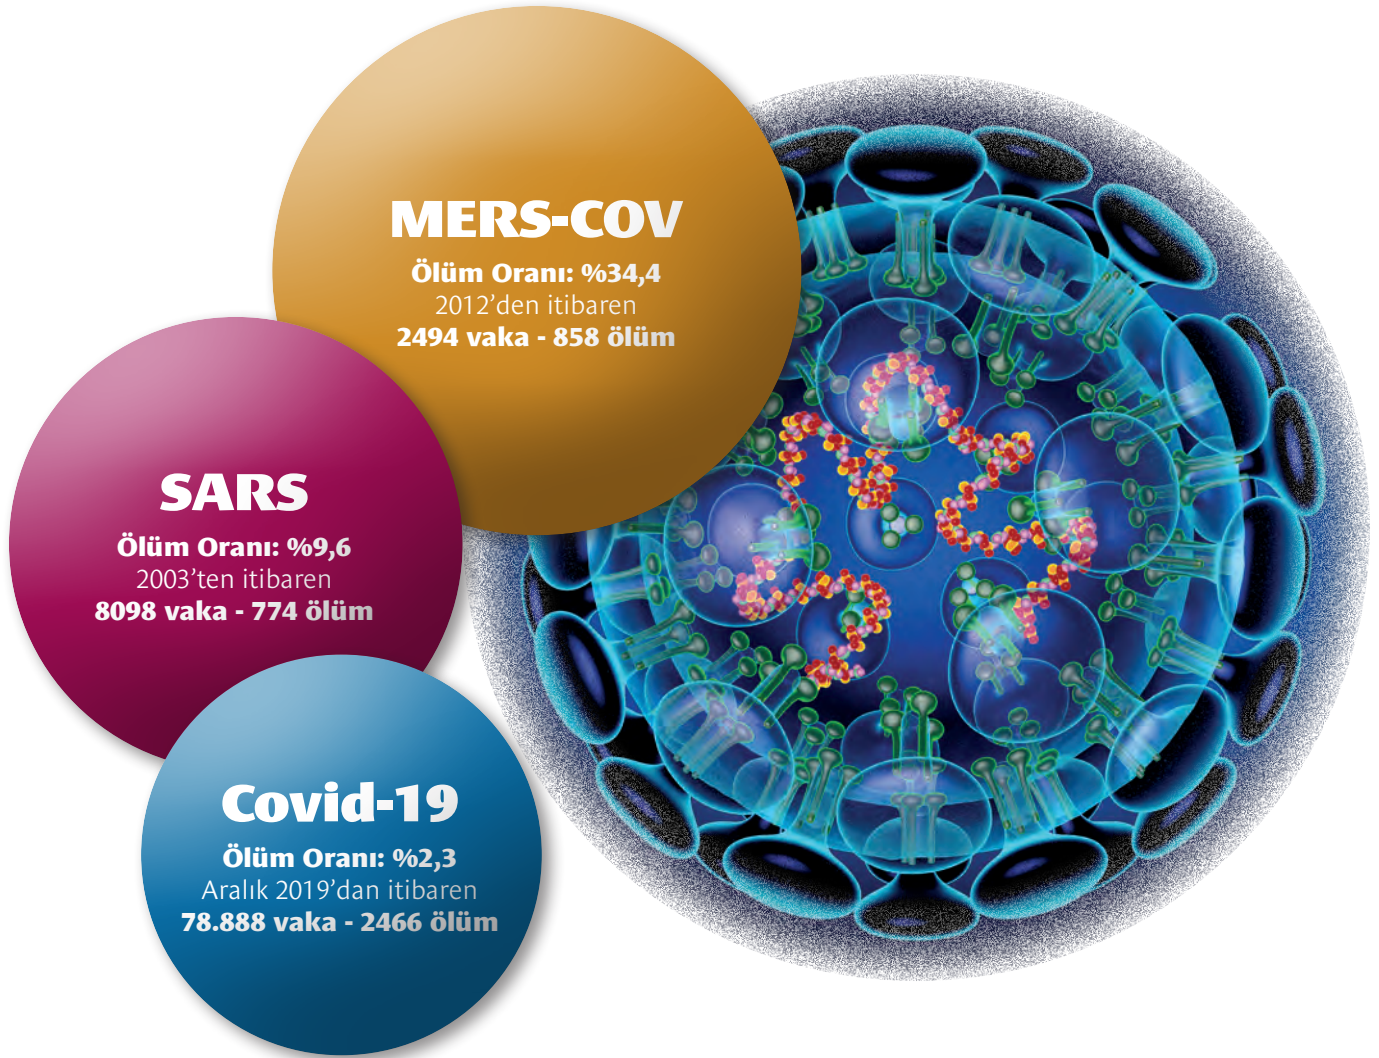 MERS-COV
Ölüm Oranı: %34,4
2012’den itibaren
2494 vaka - 858 ölüm
SARS
Ölüm Oranı: %9,6
2003’ten itibaren
8098 vaka - 774 ölüm
Covid-19
Ölüm Oranı: %2,3
Aralık 2019’dan itibaren
78.888 vaka - 2466 ölüm